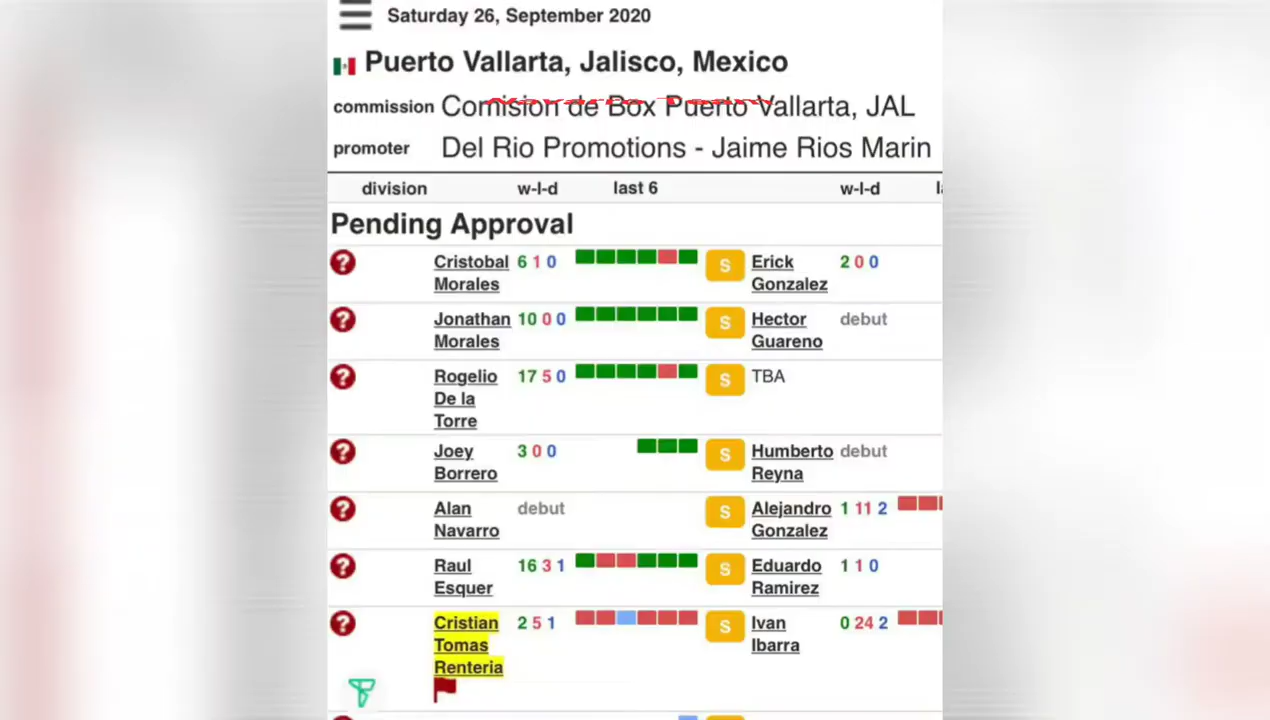 Saturday 26, September 2020
Puerto Vallarta, Jalisco, Mexico
commission Comision de Box Puerto Vallarta, JAL
promoter Del Rio Promotions - Jaime Rios Marin
division w-l-d last 6 w-l-d
Pending Approval
? Cristobal Morales 6 1 0 S Erick Gonzalez 2 0 0
? Jonathan Morales 10 0 0 S Hector Guareno debut
? Rogelio De la Torre 17 5 0 S TBA
? Joey Borrero 3 0 0 S Humberto Reyna debut
? Alan Navarro debut S Alejandro Gonzalez 1 11 2
? Raul Esquer 16 3 1 S Eduardo Ramirez 1 1 0
? Cristian Tomas Renteria 2 5 1 S Ivan Ibarra 0 24 2